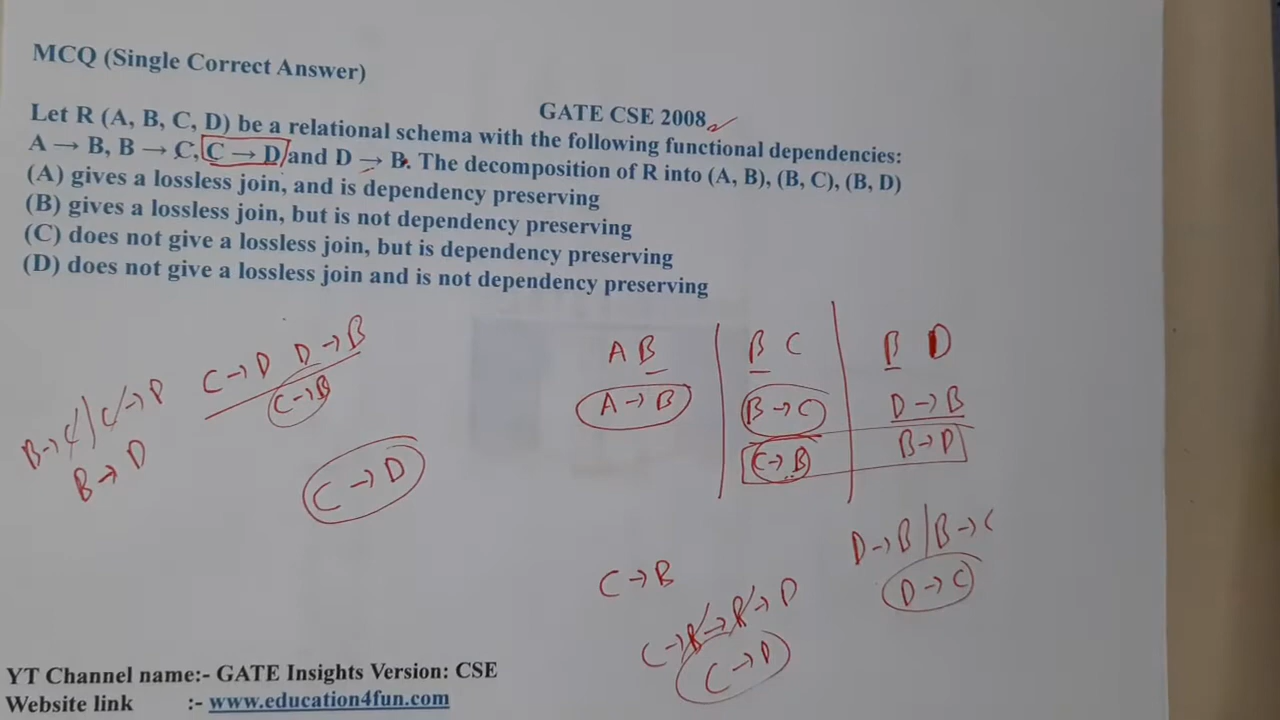 MCQ (Single Correct Answer)
GATE CSE 2008
Let R (A, B, C, D) be a relational schema with the following functional dependencies:
A → B, B → C, C → D and D → B. The decomposition of R into (A, B), (B, C), (B, D)
(A) gives a lossless join, and is dependency preserving
(B) gives a lossless join, but is not dependency preserving
(C) does not give a lossless join, but is dependency preserving
(D) does not give a lossless join and is not dependency preserving
B → C / C → D
B → D
C → D D → B
C → B
C → D
A B
A → B
B C
B → C
C → B
B D
D → B
B → D
D → B | B → C
D → C
C → B
C → B → B → D
C → D
YT Channel name:- GATE Insights Version: CSE
Website link :- www.education4fun.com